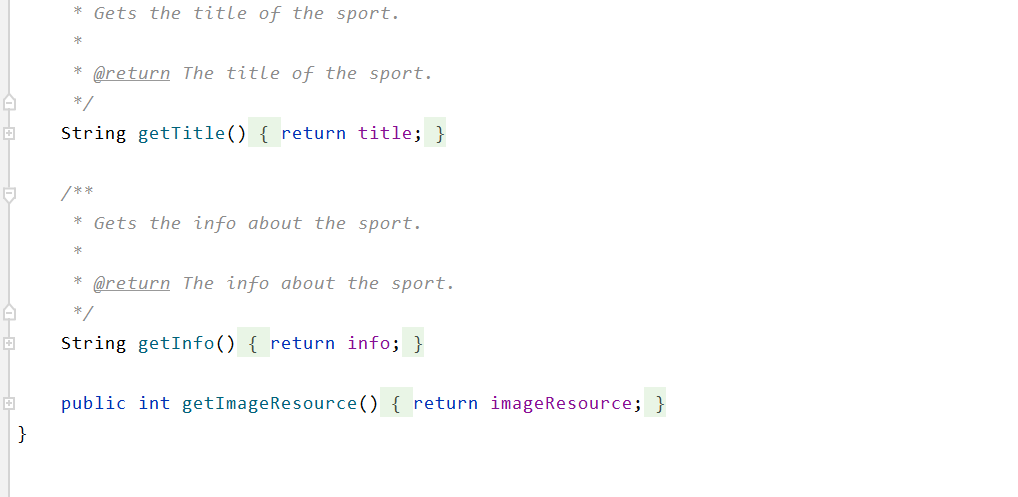 * Gets the title of the sport.
*
* @return The title of the sport.
*/
String getTitle() { return title; }
/**
* Gets the info about the sport.
*
* @return The info about the sport.
*/
String getInfo() { return info; }
public int getImageResource() { return imageResource; }
}